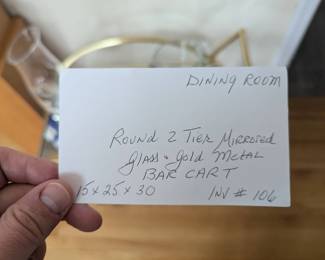 Dining Room
Round 2 Tier Mirrored
Glass & Gold Metal
Bar Cart
15 x 25 x 30 Inv # 106